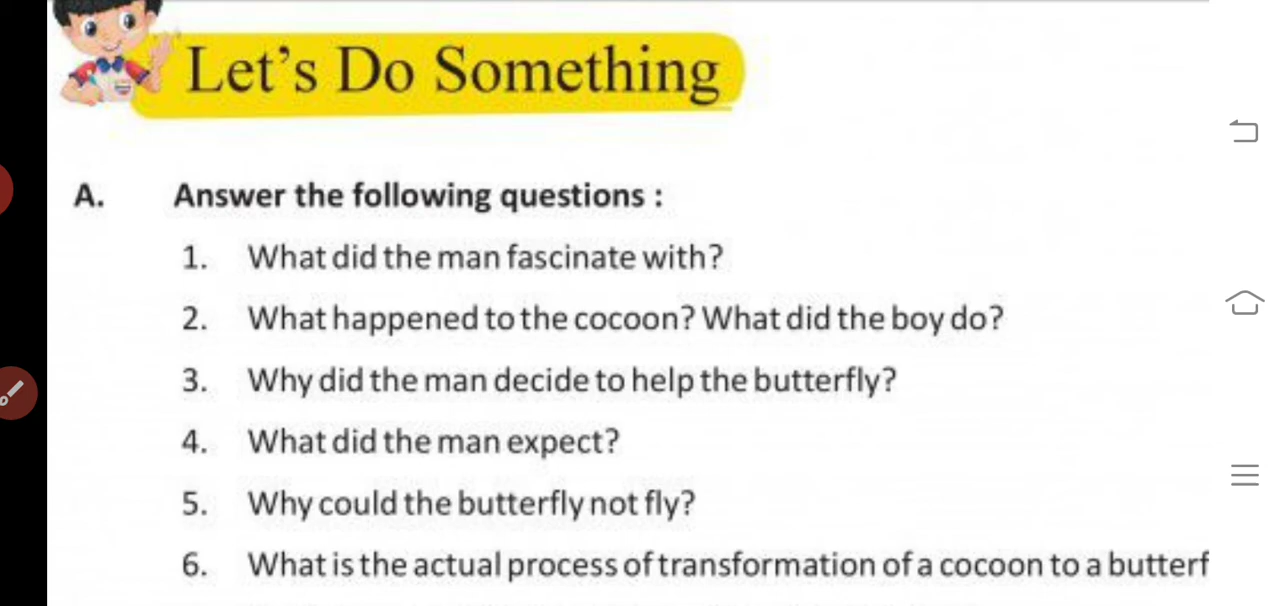 Let's Do Something
A. Answer the following questions :
1. What did the man fascinate with?
2. What happened to the cocoon? What did the boy do?
3. Why did the man decide to help the butterfly?
4. What did the man expect?
5. Why could the butterfly not fly?
6. What is the actual process of transformation of a cocoon to a butterf